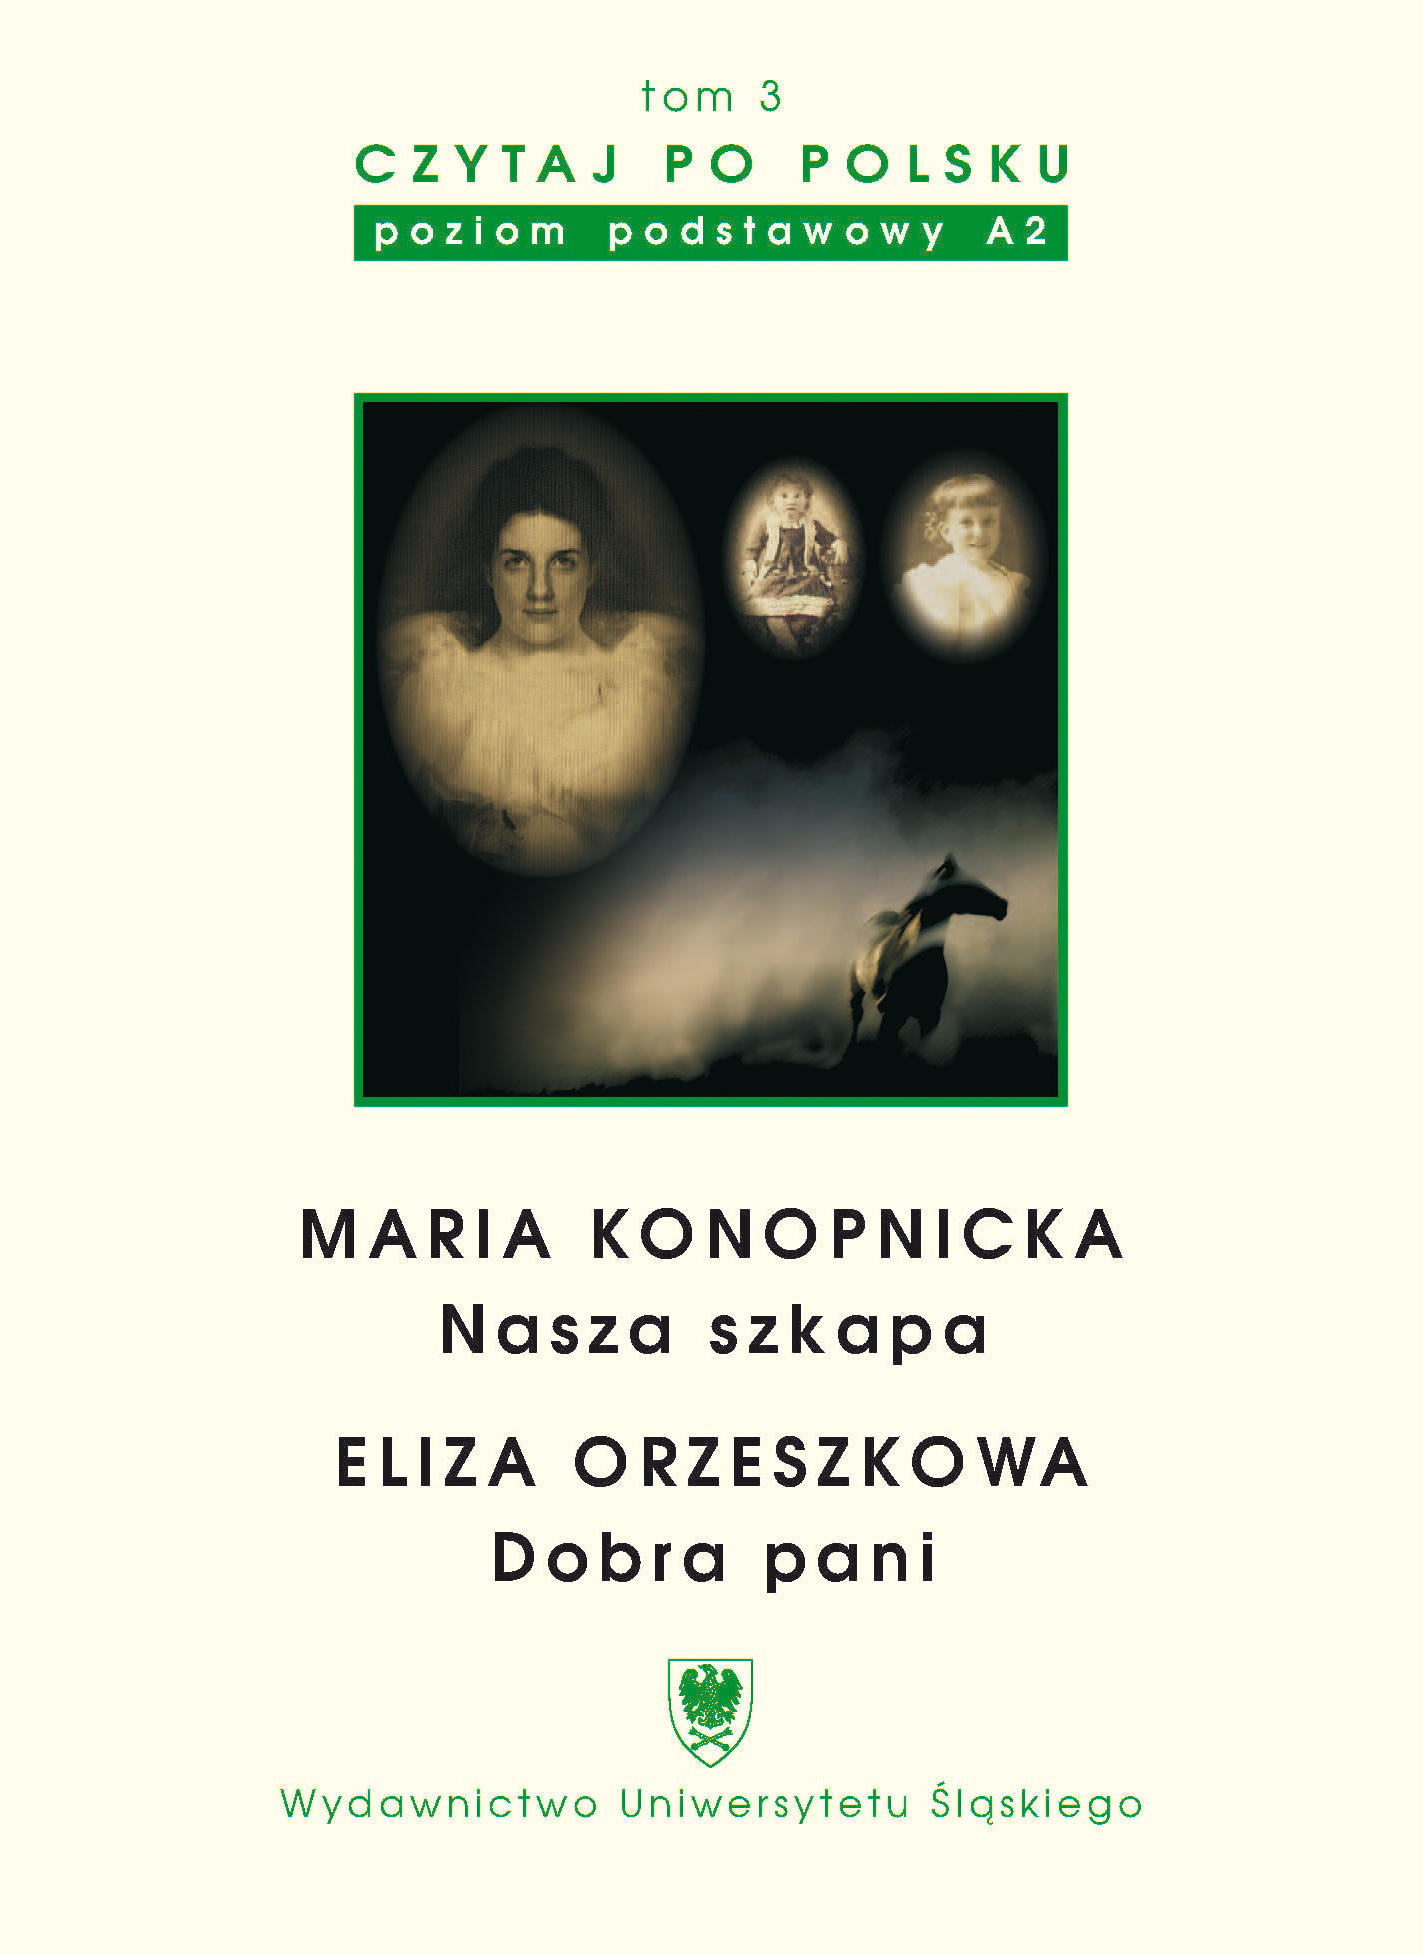 tom 3
CZYTAJ PO POLSKU
poziom podstawowy A2
MARIA KONOPNICKA
Nasza szkapa
ELIZA ORZESZKOWA
Dobra pani
Wydawnictwo Uniwersytetu Śląskiego